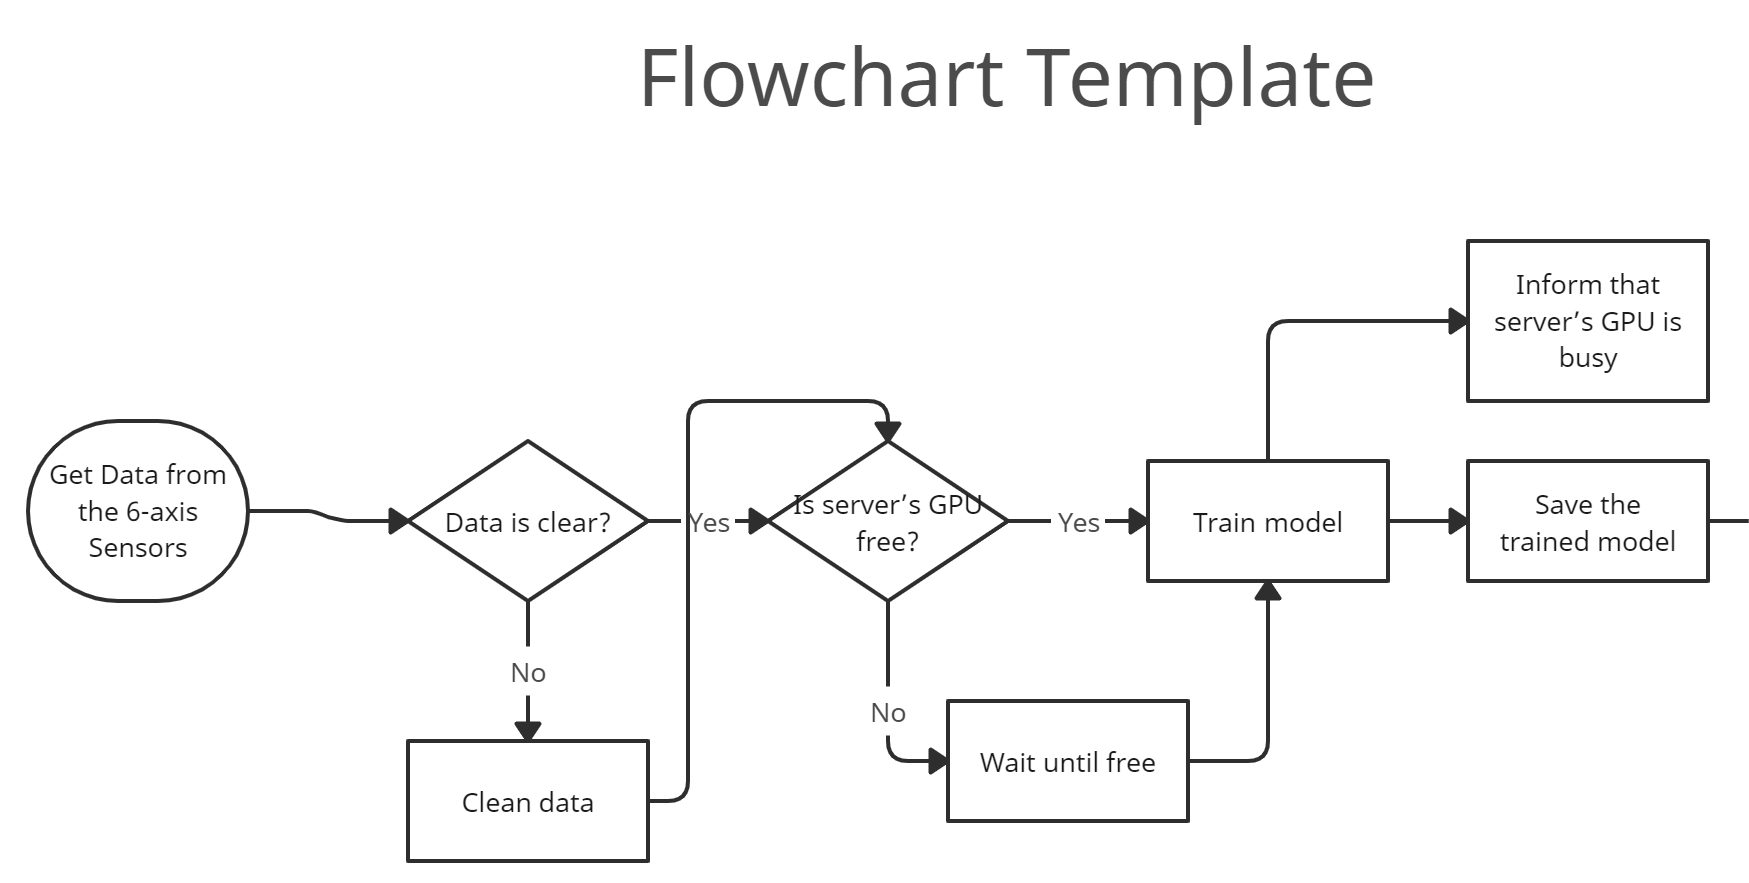 Flowchart Template
Inform that
server’s GPU is
busy
Get Data from
the 6-axis
Sensors
Data is clear?
Yes
Is server’s GPU
free?
Yes
Train model
Save the
trained model
No
No
Wait until free
Clean data